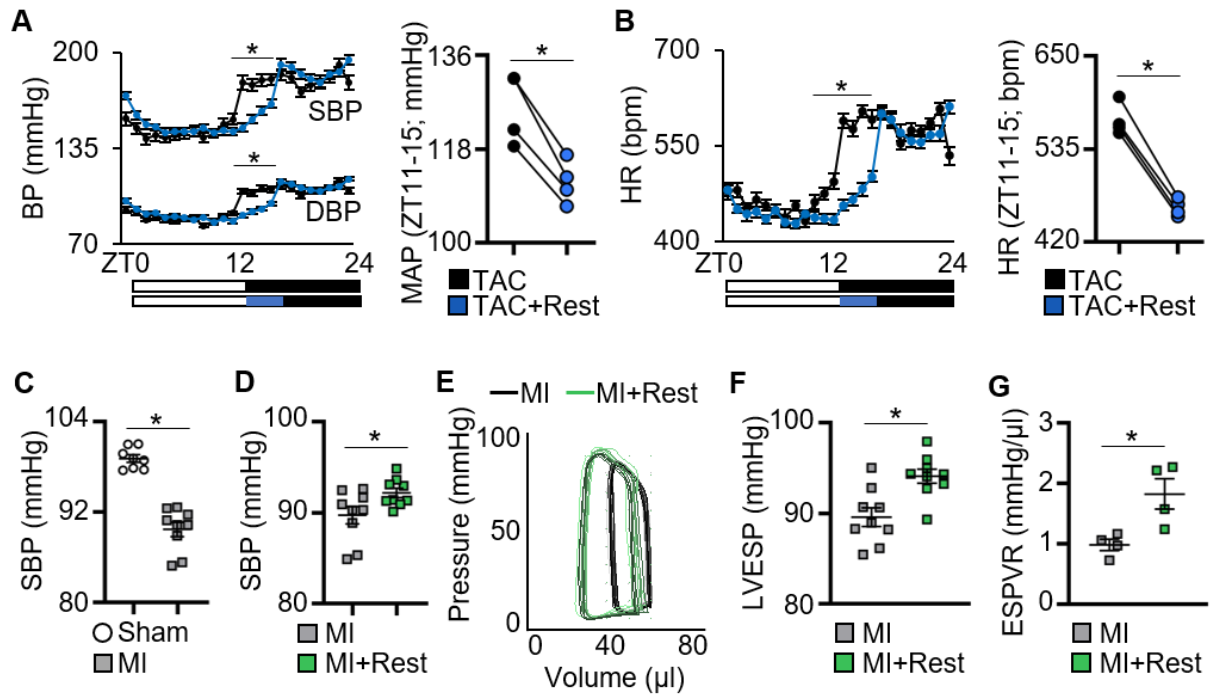 A
BP (mmHg)
200
135
70
*
SBP
*
DBP
ZT0
12
24
MAP (ZT11-15; mmHg)
136
118
100
*
TAC
TAC+Rest
B
HR (bpm)
700
550
400
*
ZT0
12
24
HR (ZT11-15; bpm)
650
535
420
*
TAC
TAC+Rest
C
SBP (mmHg)
104
92
80
*
Sham
MI
D
SBP (mmHg)
100
90
80
*
MI
MI+Rest
E
MI
MI+Rest
Pressure (mmHg)
100
50
0
0
40
80
Volume (µl)
F
LVESP (mmHg)
100
90
80
*
MI
MI+Rest
G
ESPVR (mmHg/µl)
3
2
1
0
*
MI
MI+Rest